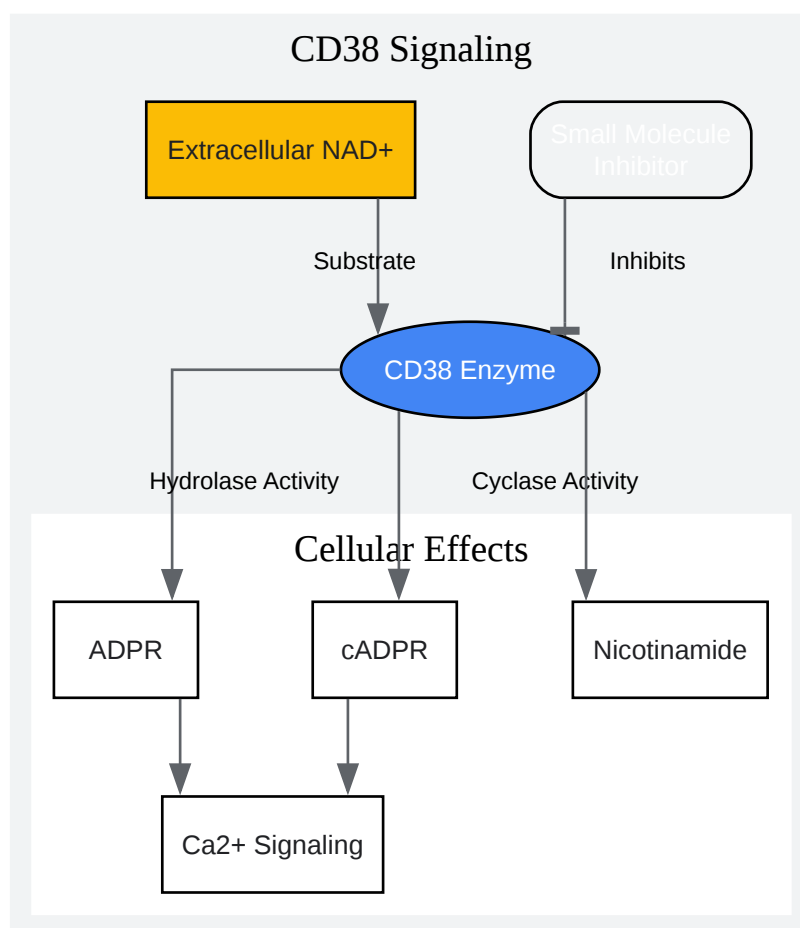 CD38 Signaling
Extracellular NAD+
Small Molecule
Inhibitor
Substrate
Inhibits
CD38 Enzyme
Hydrolase Activity
Cyclase Activity
Cellular Effects
ADPR
cADPR
Nicotinamide
Ca2+ Signaling